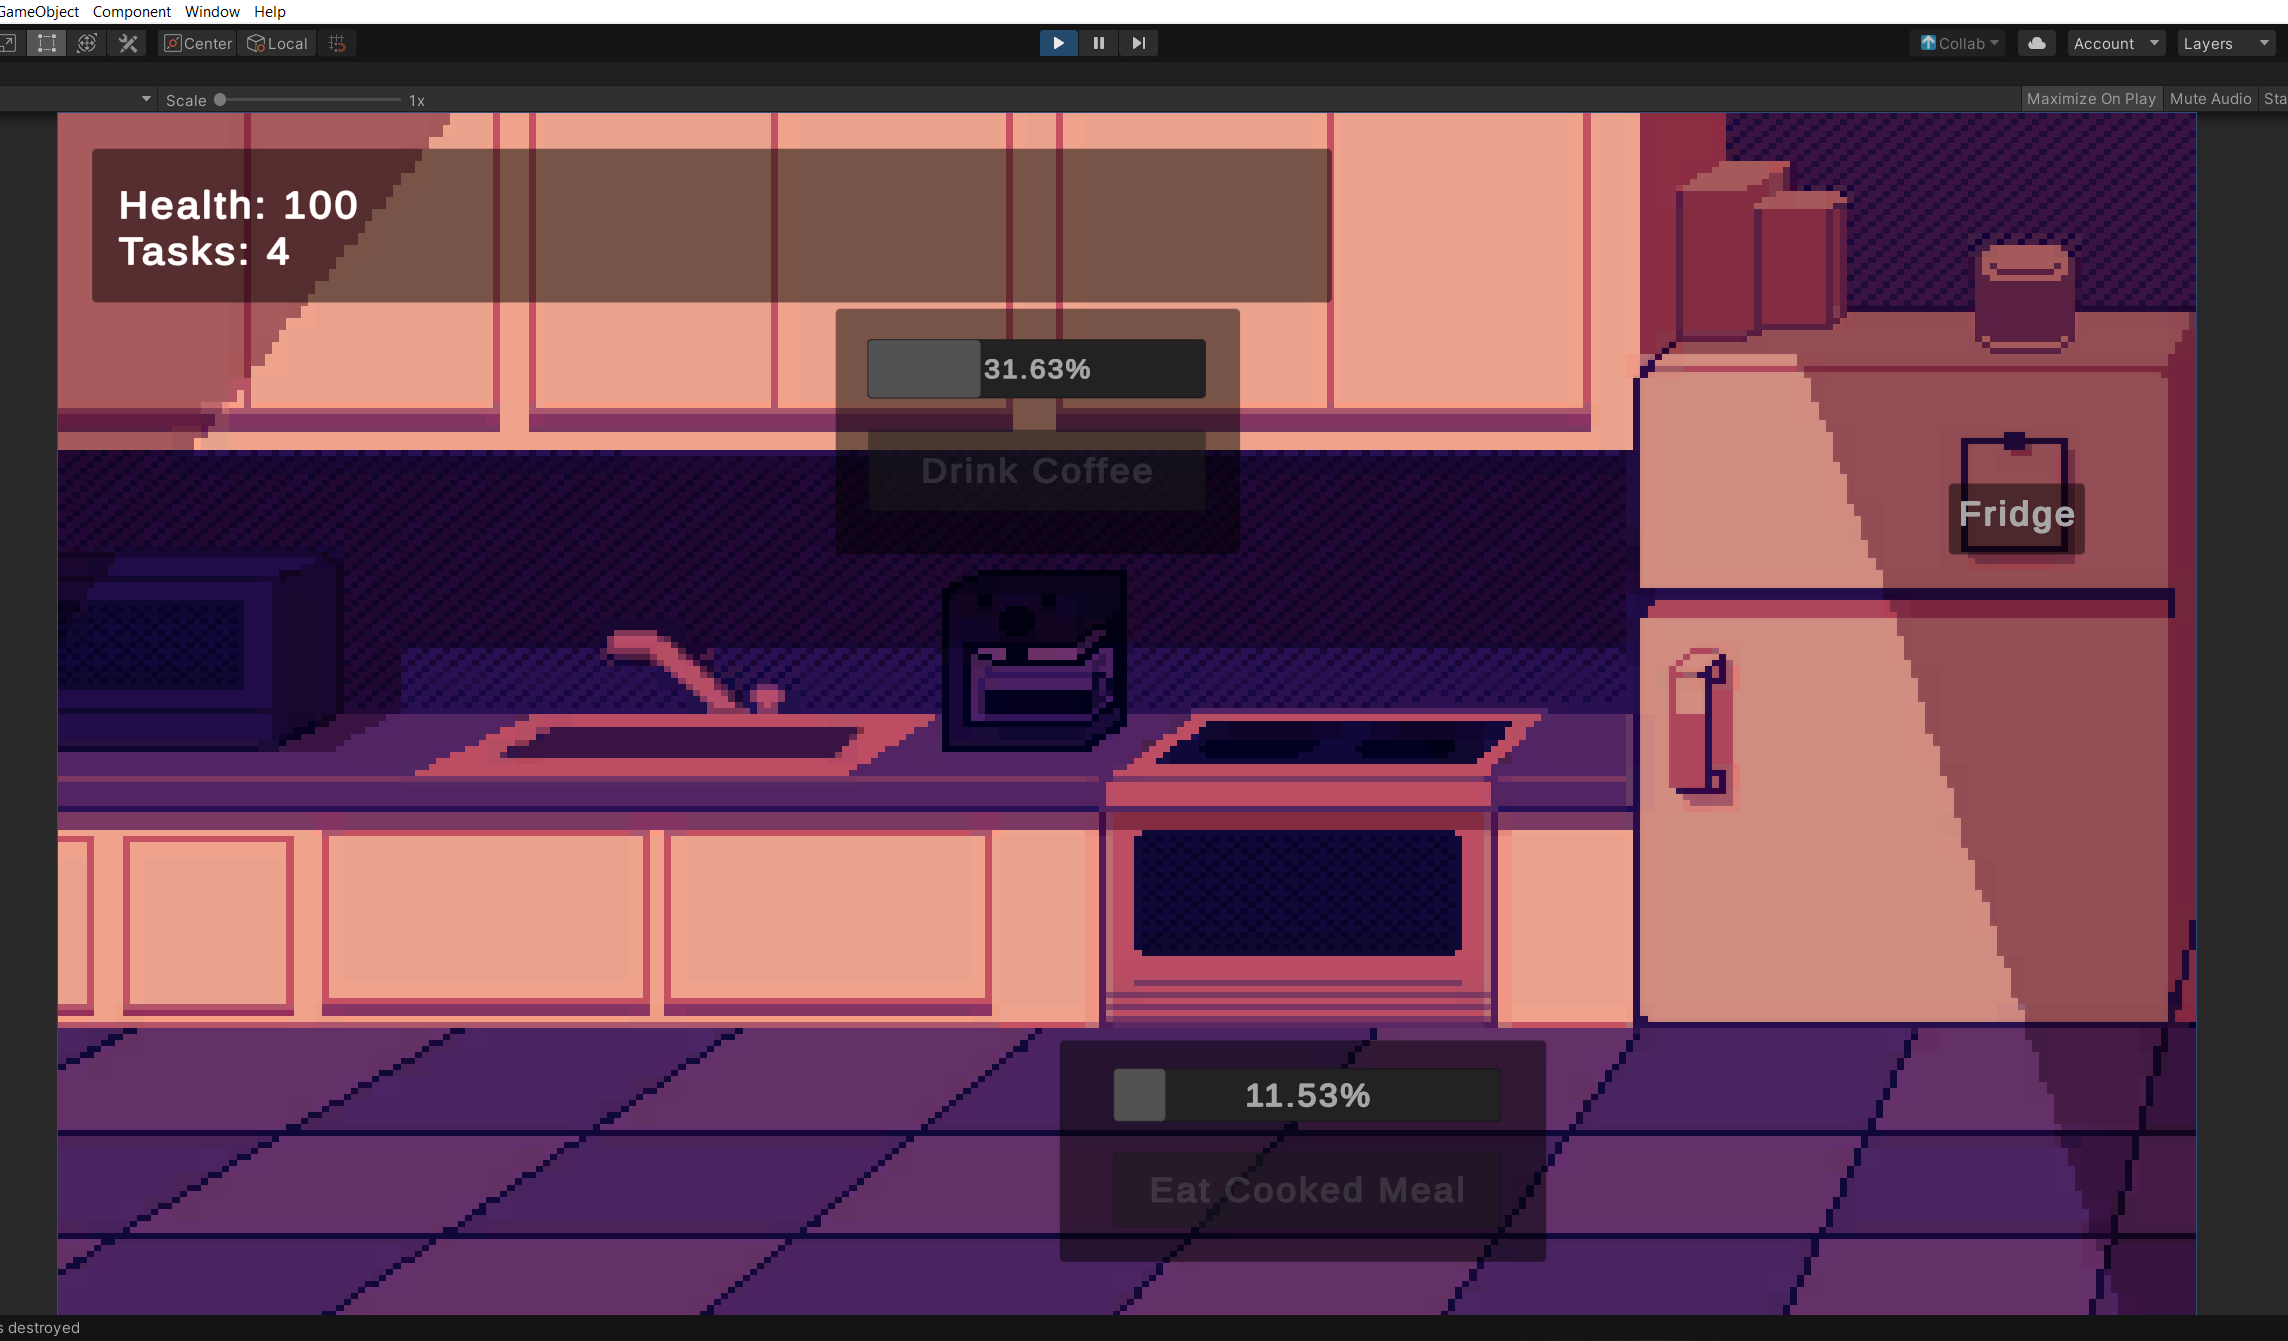 GameObject Component Window Help
Center Local Collab Account Layers
Scale 1x Maximize On Play Mute Audio
Health: 100
Tasks: 4
31.63%
Drink Coffee
Fridge
11.53%
Eat Cooked Meal
s destroyed